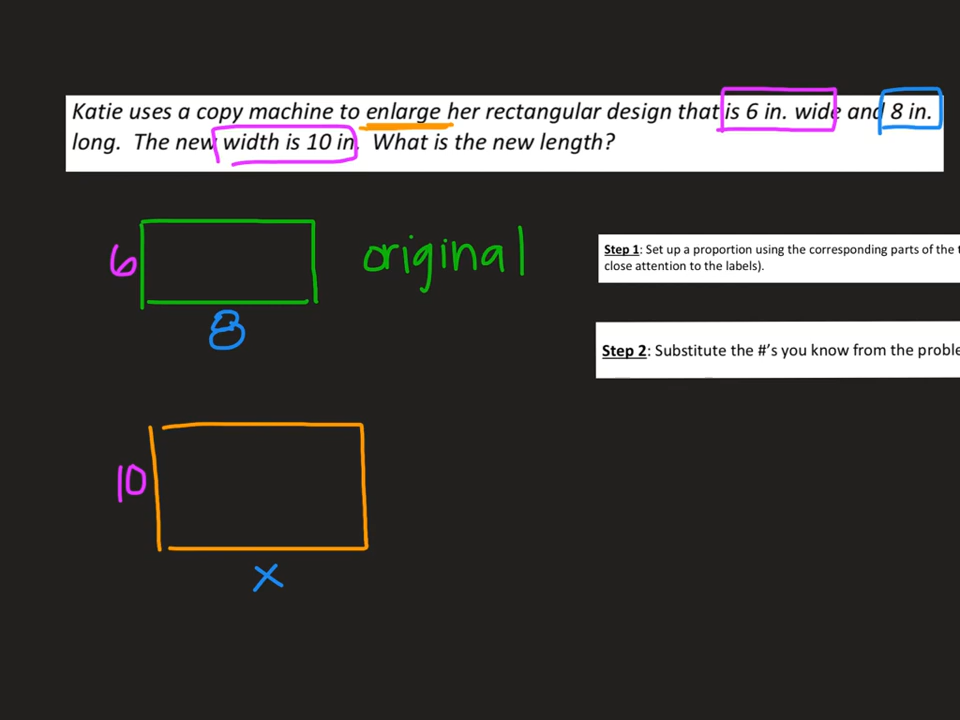 Katie uses a copy machine to enlarge her rectangular design that is 6 in. wide and 8 in.
long. The new width is 10 in. What is the new length?
6
original
Step 1: Set up a proportion using the corresponding parts of the
close attention to the labels).
8
Step 2: Substitute the #'s you know from the
10
x